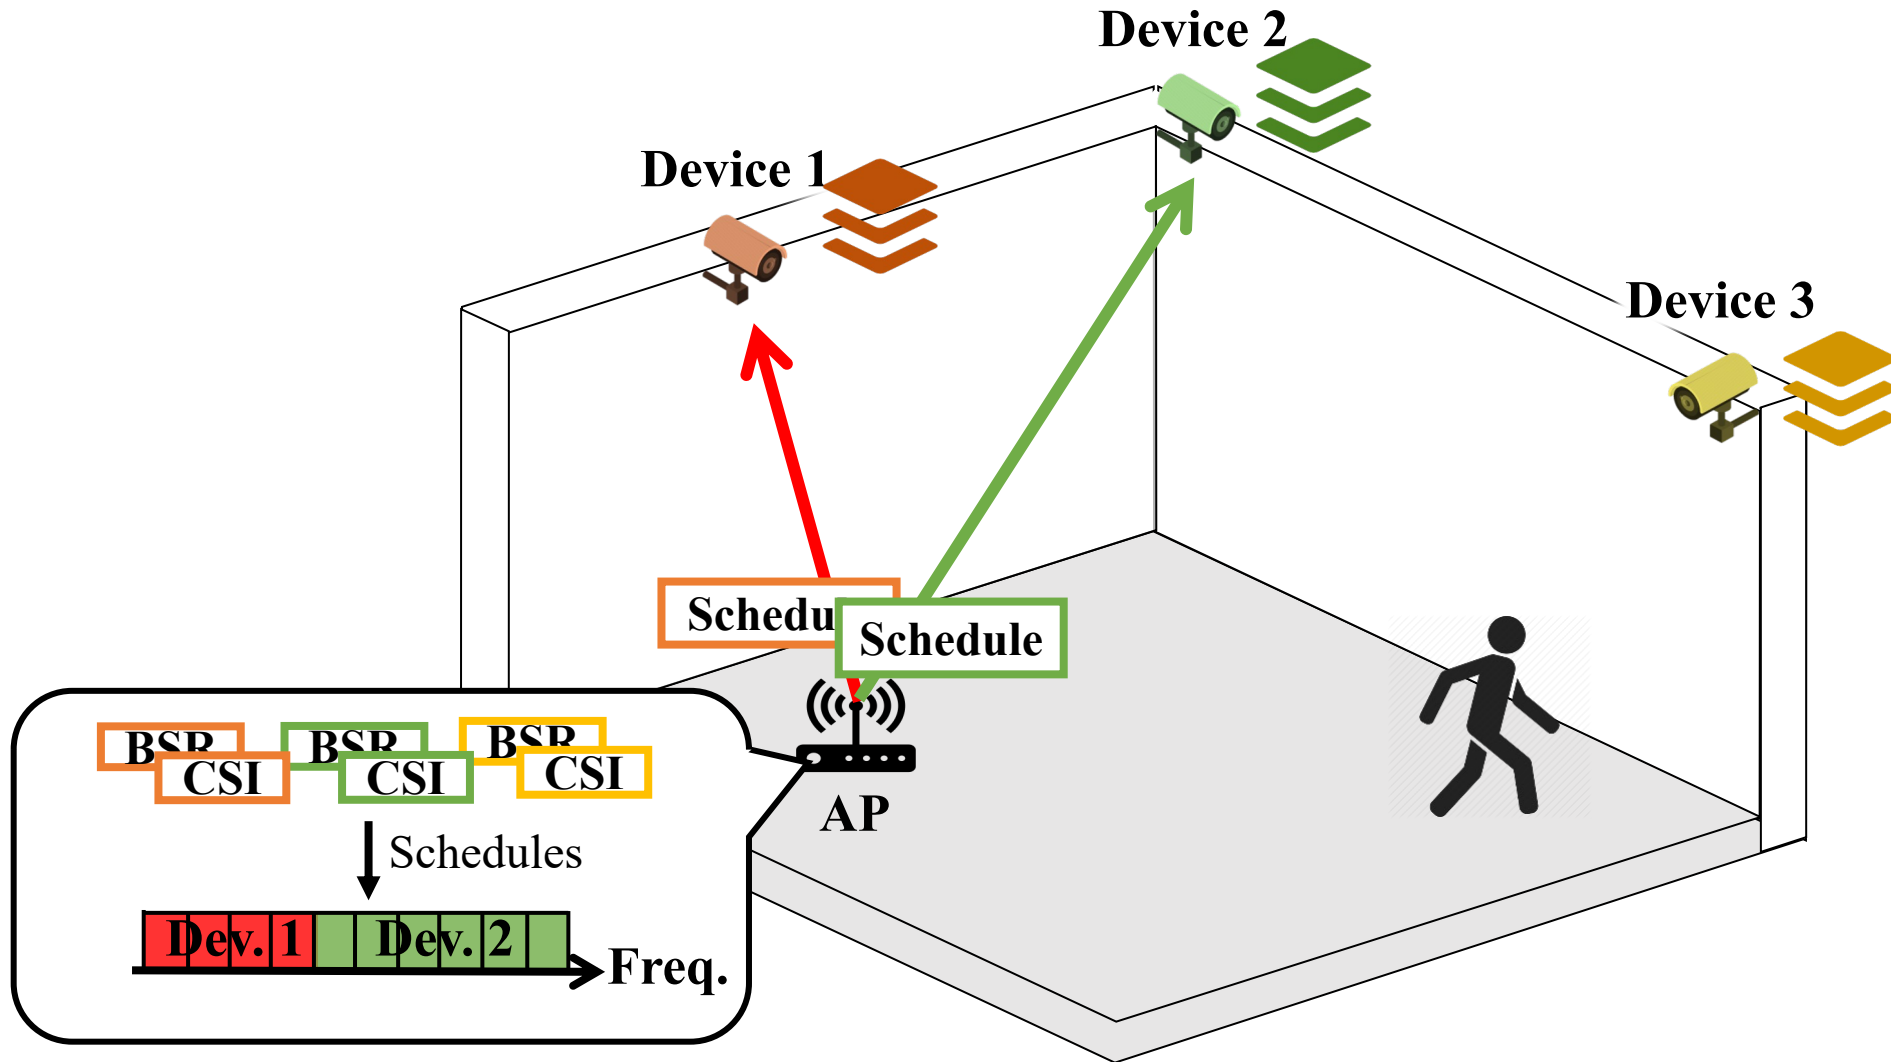 Device 2
Device 1
Device 3
Schedu
Schedule
BSR
BSR
BSR
CSI
CSI
CSI
AP
Schedules
Dev. 1
Dev. 2
Freq.